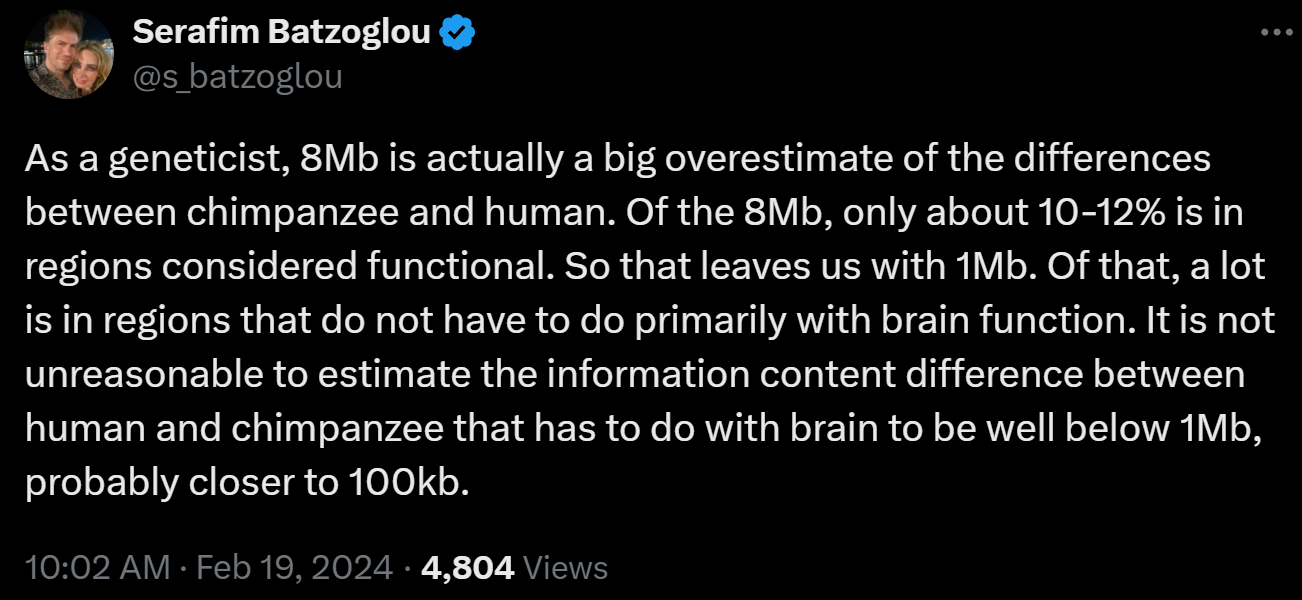 Serafim Batzoglou
@s_batzoglou
As a geneticist, 8Mb is actually a big overestimate of the differences
between chimpanzee and human. Of the 8Mb, only about 10-12% is in
regions considered functional. So that leaves us with 1Mb. Of that, a lot
is in regions that do not have to do primarily with brain function. It is not
unreasonable to estimate the information content difference between
human and chimpanzee that has to do with brain to be well below 1Mb,
probably closer to 100kb.
10:02 AM · Feb 19, 2024 · 4,804 Views